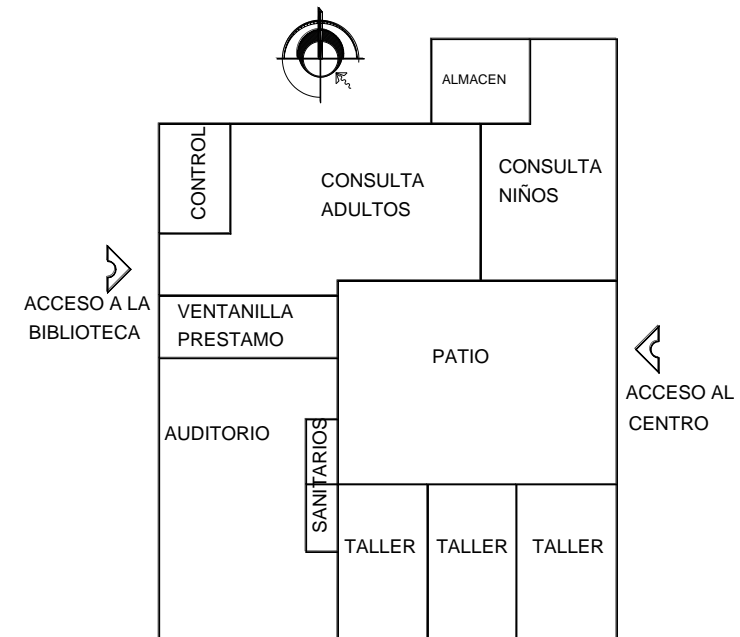 ALMACEN
CONTROL
CONSULTA
ADULTOS
CONSULTA
NIÑOS
ACCESO A LA
BIBLIOTECA
VENTANILLA
PRESTAMO
PATIO
ACCESO AL
CENTRO
AUDITORIO
SANITARIOS
TALLER
TALLER
TALLER